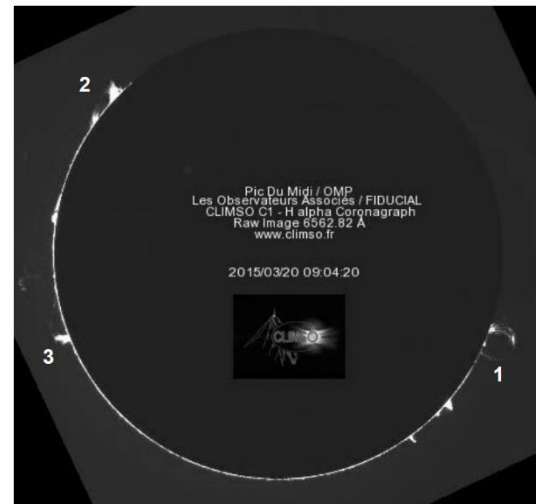 2
Pic Du Midi / OMP
Les Observateurs Associés / FIDUCIAL
CLIMSO C1 - H alpha Coronagraph
Raw Image 6562.82 A
www.climso.fr
2015/03/20 09:04:20
CLIMSO
3
1